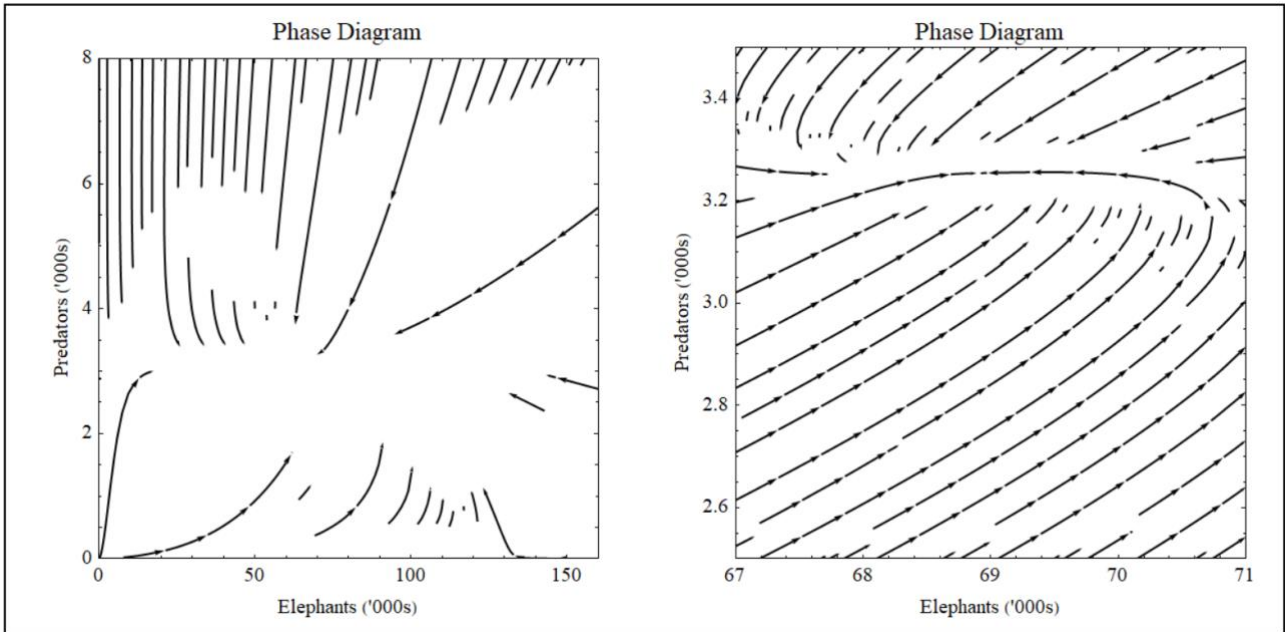 Phase Diagram
8
6
4
2
0
Predators ('000s)
0 50 100 150
Elephants ('000s)
Phase Diagram
3.4
3.2
3.0
2.8
2.6
Predators ('000s)
67 68 69 70 71
Elephants ('000s)